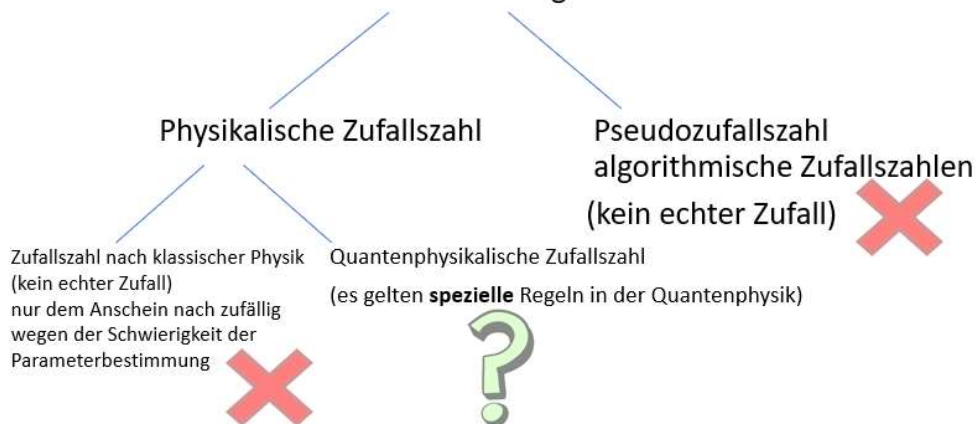 Physikalische Zufallszahl
Pseudozufallszahl
algorithmische Zufallszahlen
(kein echter Zufall)
Zufallszahl nach klassischer Physik
(kein echter Zufall)
nur dem Anschein nach zufällig
wegen der Schwierigkeit der
Parameterbestimmung
Quantenphysikalische Zufallszahl
(es gelten spezielle Regeln in der Quantenphysik)
?